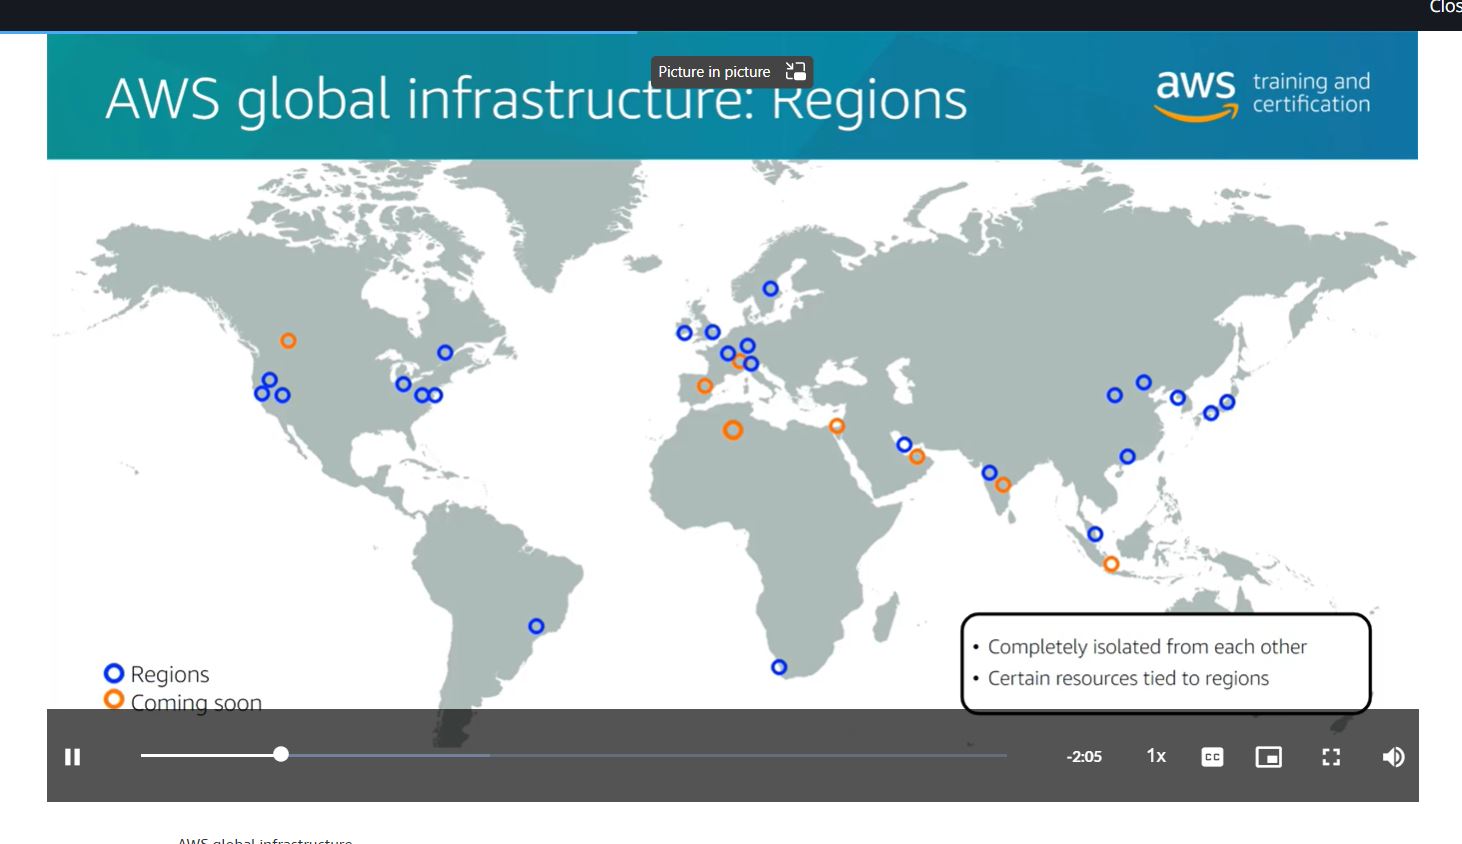 Clos
Picture in picture
AWS global infrastructure: Regions
aws training and
certification
Regions
Coming soon
• Completely isolated from each other
• Certain resources tied to regions
-2:05
1x
CC
AWS global infrastructure